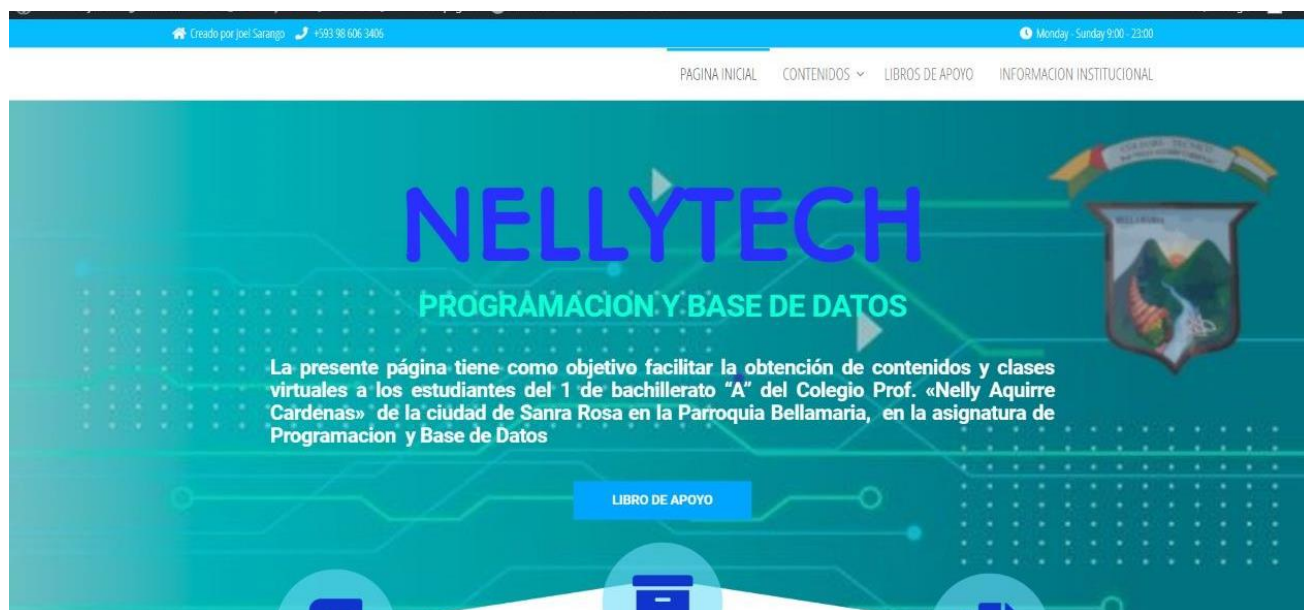 Creado por Joel Sarango +593 98 606 3406
Monday - Sunday 9:00 - 23:00
PAGINA INICIAL CONTENIDOS LIBROS DE APOYO INFORMACION INSTITUCIONAL
COLEGIO TECNICO
BELLAMARIA
NELLYTECH
PROGRAMACION Y BASE DE DATOS
La presente página tiene como objetivo facilitar la obtención de contenidos y clases
virtuales a los estudiantes del 1 de bachillerato “A” del Colegio Prof. «Nelly Aquirre
Cardenas» de la ciudad de Sanra Rosa en la Parroquia Bellamaria, en la asignatura de
Programacion y Base de Datos
LIBRO DE APOYO